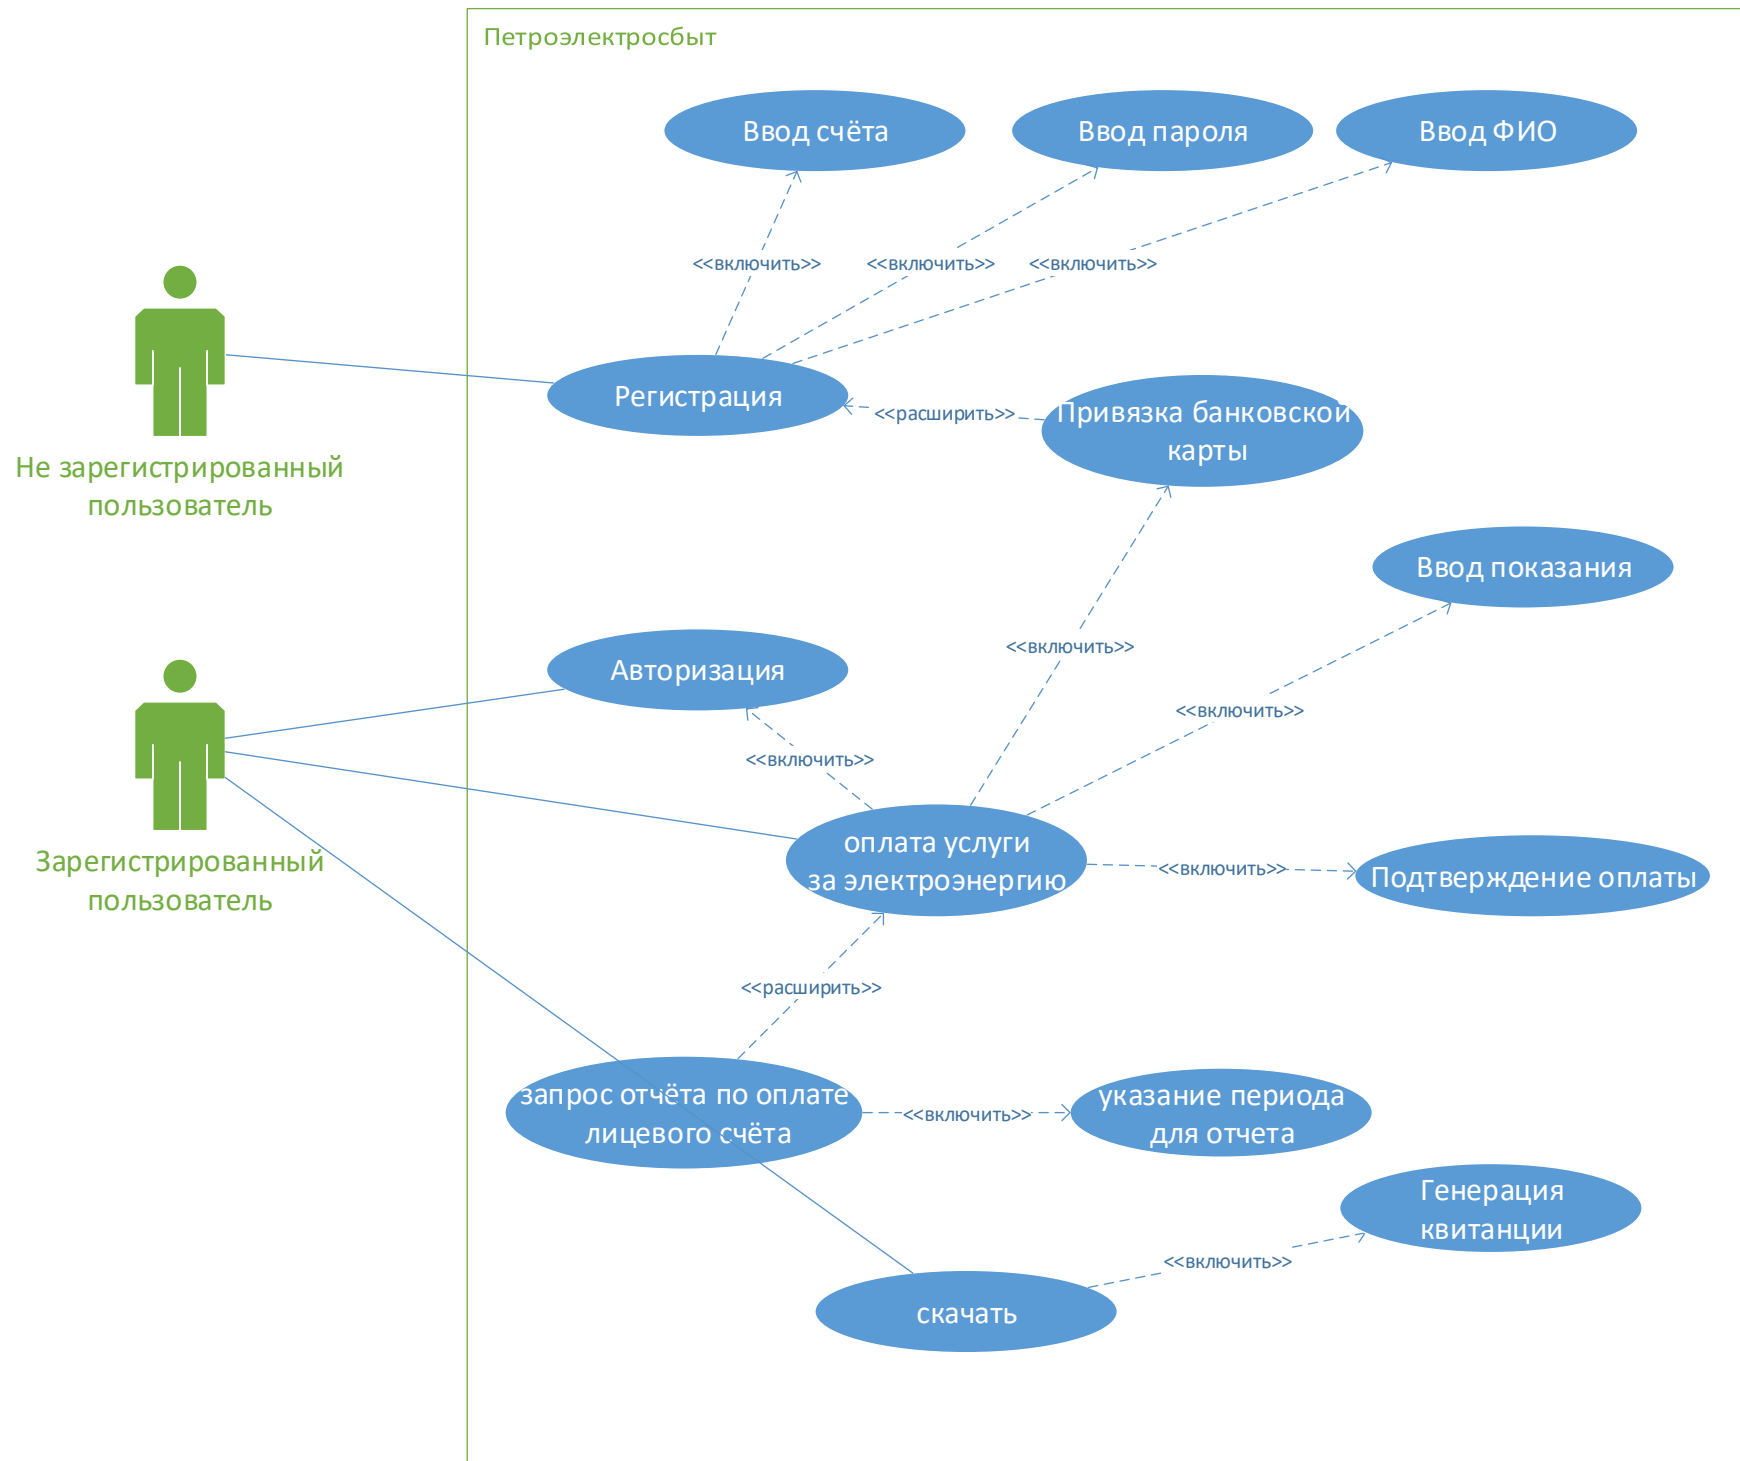 Петроэлектросбыт
Ввод счёта
Ввод пароля
Ввод ФИО
<<включить>>
<<включить>>
<<включить>>
Регистрация
<<расширить>>
Привязка банковской
карты
Не зарегистрированный
пользователь
Ввод показания
<<включить>>
Авторизация
<<включить>>
<<включить>>
оплата услуги
за электроэнергию
<<включить>>
Подтверждение оплаты
Зарегистрированный
пользователь
<<расширить>>
запрос отчёта по оплате
лицевого счёта
<<включить>>
указание периода
для отчета
Генерация
квитанции
<<включить>>
скачать